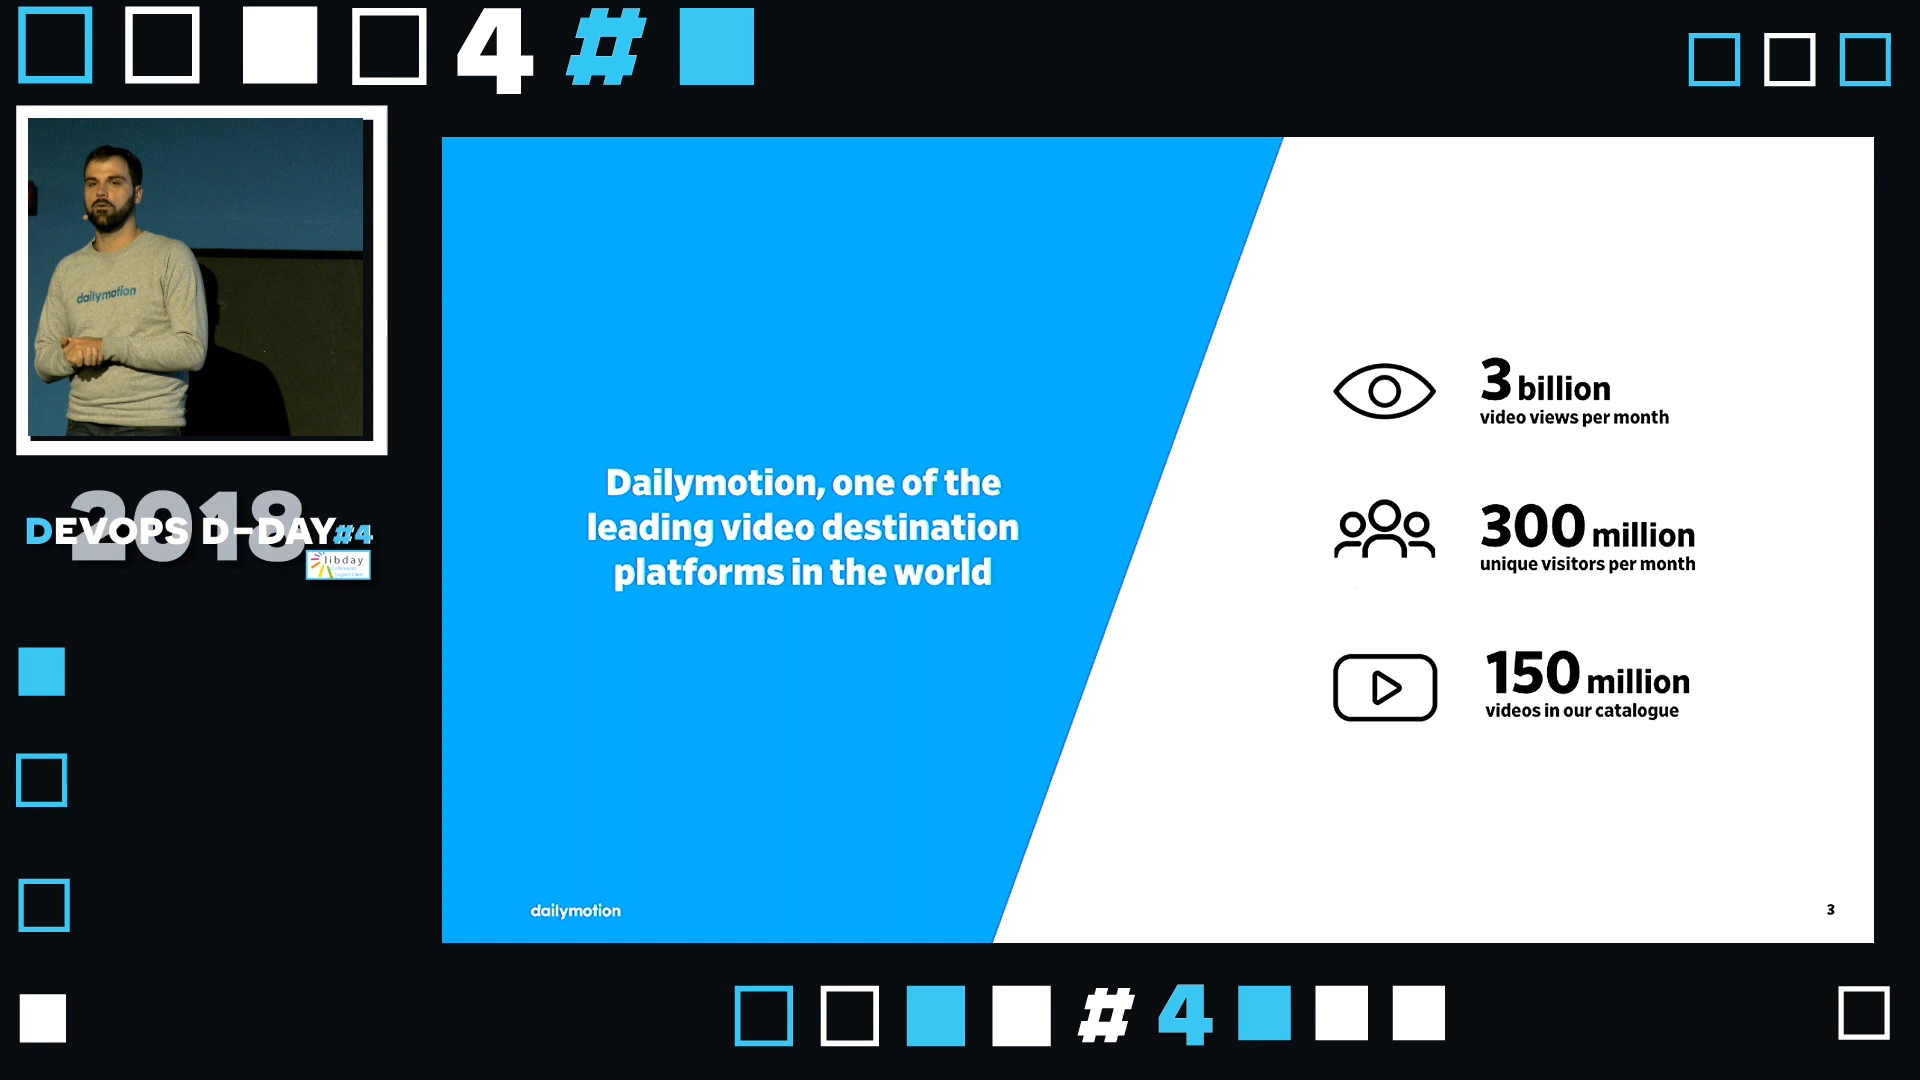 4 #
dailymotion
2018
DEVOPS D-DAY#4
libday
Dailymotion, one of the
leading video destination
platforms in the world
3 billion
video views per month
300 million
unique visitors per month
150 million
videos in our catalogue
dailymotion
3
# 4